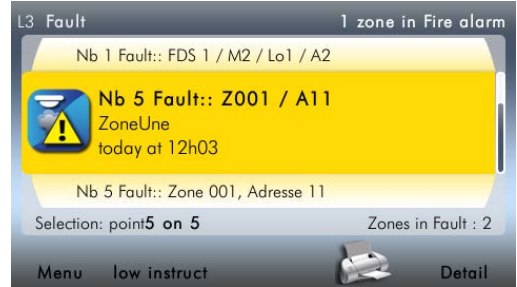 L3 Fault 1 zone in Fire alarm
Nb 1 Fault:: FDS 1 / M2 / Lo1 / A2
Nb 5 Fault:: Z001 / A11
ZoneUne
today at 12h03
Nb 5 Fault:: Zone 001, Adresse 11
Selection: point5 on 5 Zones in Fault : 2
Menu low instruct Detail